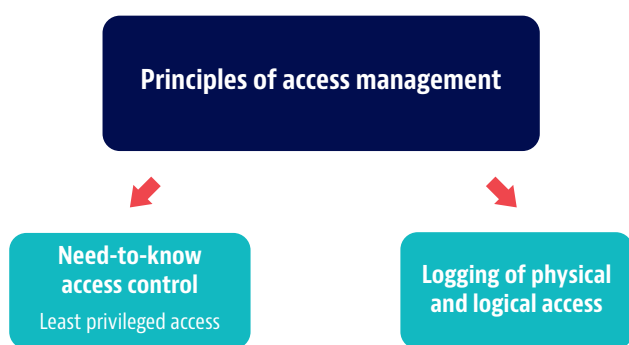 Principles of access management
Need-to-know
access control
Least privileged access
Logging of physical
and logical access